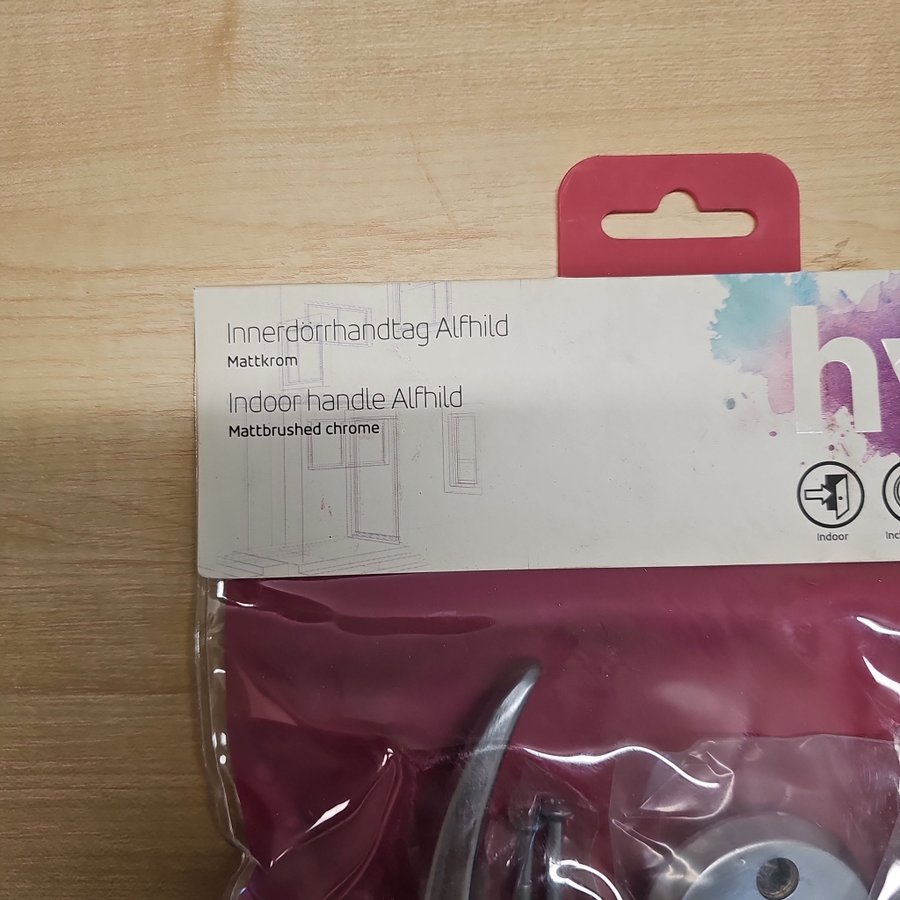 Innerdörrhandtag Alfhild
Mattkrom
Indoor handle Alfhild
Mattbrushed chrome
Indoor